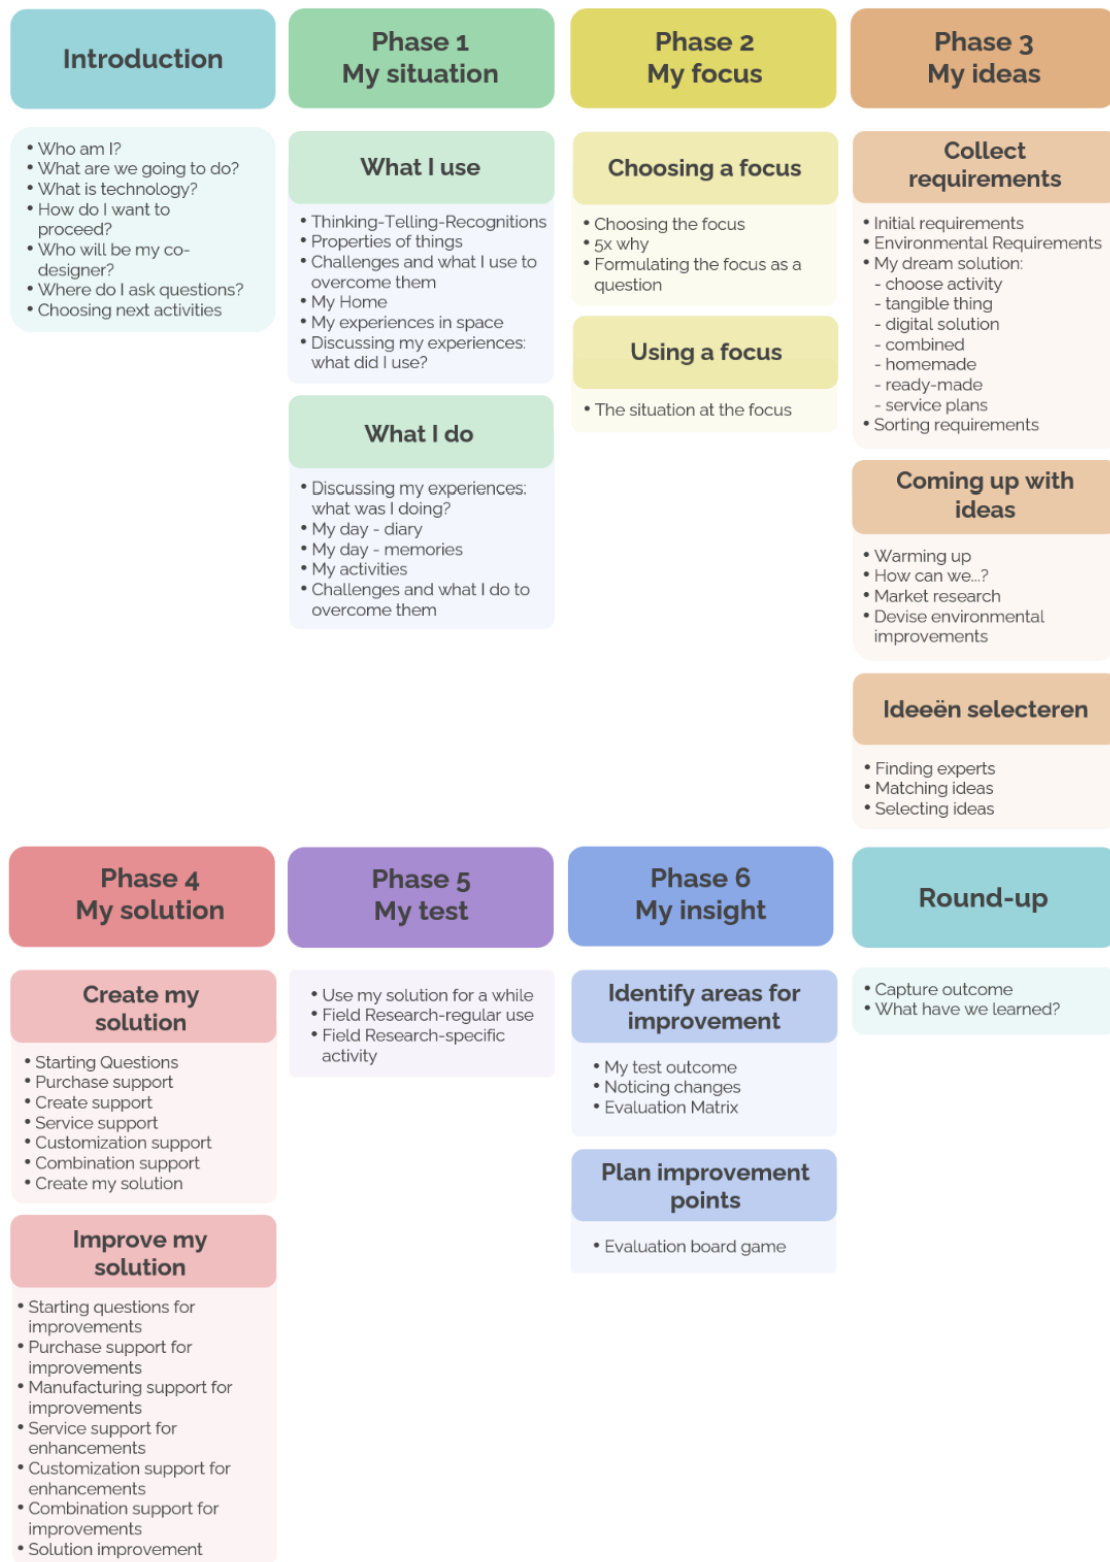 Introduction
• Who am I?
• What are we going to do?
• What is technology?
• How do I want to
proceed?
• Who will be my co-
designer?
• Where do I ask questions?
• Choosing next activities
Phase 1
My situation
What I use
• Thinking-Telling-Recognitions
• Properties of things
• Challenges and what I use to
overcome them
• My Home
• My experiences in space
• Discussing my experiences:
what did I use?
What I do
• Discussing my experiences:
what was I doing?
• My day - diary
• My day - memories
• My activities
• Challenges and what I do to
overcome them
Phase 2
My focus
Choosing a focus
• Choosing the focus
• 5x why
• Formulating the focus as a
question
Using a focus
• The situation at the focus
Phase 3
My ideas
Collect
requirements
• Initial requirements
• Environmental Requirements
• My dream solution:
- choose activity
- tangible thing
- digital solution
- combined
- homemade
- ready-made
- service plans
• Sorting requirements
Coming up with
ideas
• Warming up
• How can we...?
• Market research
• Devise environmental
improvements
Ideeën selecteren
• Finding experts
• Matching ideas
• Selecting ideas
Phase 4
My solution
Create my
solution
• Starting Questions
• Purchase support
• Create support
• Service support
• Customization support
• Combination support
• Create my solution
Improve my
solution
• Starting questions for
improvements
• Purchase support for
improvements
• Manufacturing support for
improvements
• Service support for
enhancements
• Customization support for
enhancements
• Combination support for
improvements
• Solution improvement
Phase 5
My test
• Use my solution for a while
• Field Research-regular use
• Field Research-specific
activity
Phase 6
My insight
Identify areas for
improvement
• My test outcome
• Noticing changes
• Evaluation Matrix
Plan improvement
points
• Evaluation board game
Round-up
• Capture outcome
• What have we learned?